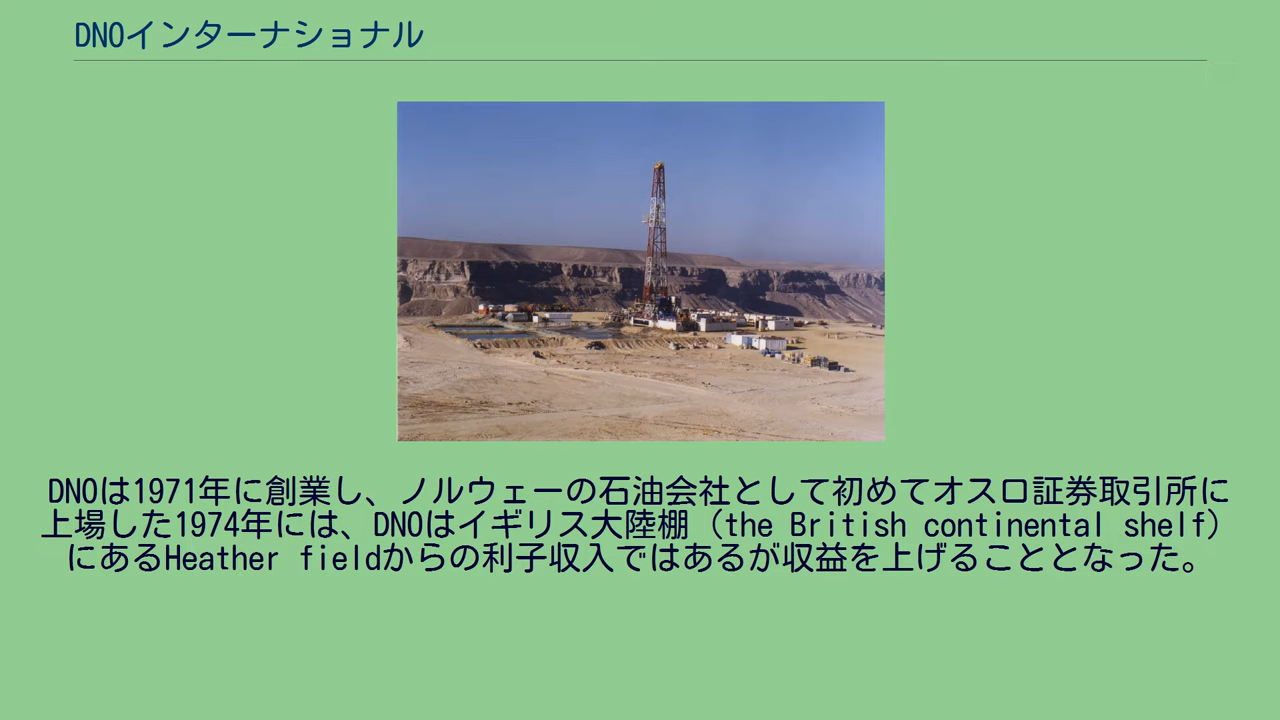 DNOインターナショナル
DNOは1971年に創業し、ノルウェーの石油会社として初めてオスロ証券取引所に
上場した1974年には、DNOはイギリス大陸棚（the British continental shelf）
にあるHeather fieldからの利子収入ではあるが収益を上げることとなった。